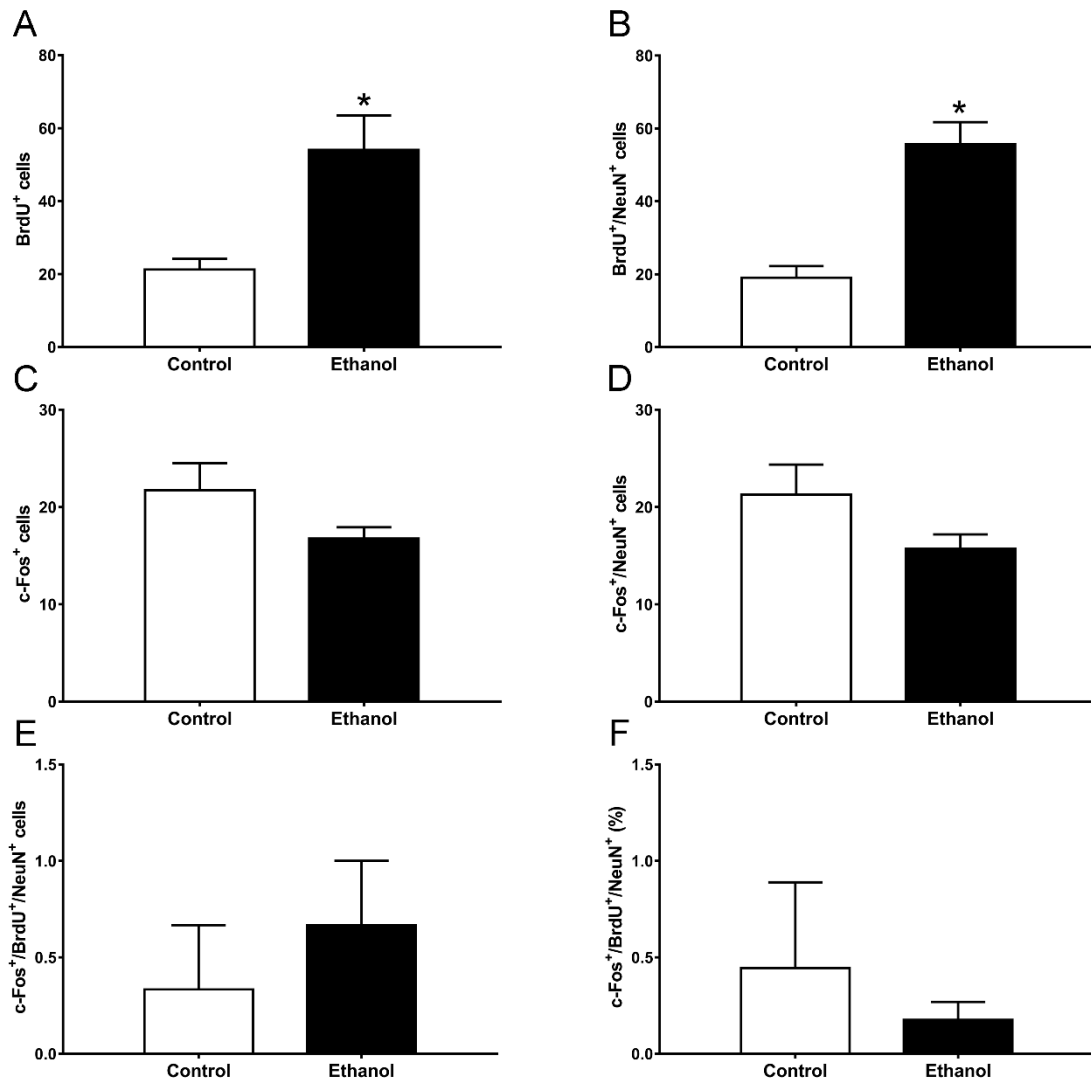 A
80
60
40
20
0
BrdU⁺ cells
*
Control
Ethanol
B
80
60
40
20
0
BrdU⁺/NeuN⁺ cells
*
Control
Ethanol
C
30
20
10
0
c-Fos⁺ cells
Control
Ethanol
D
30
20
10
0
c-Fos⁺/NeuN⁺ cells
Control
Ethanol
E
1.5
1.0
0.5
0.0
c-Fos⁺/BrdU⁺/NeuN⁺ cells
Control
Ethanol
F
1.5
1.0
0.5
0.0
c-Fos⁺/BrdU⁺/NeuN⁺ (%)
Control
Ethanol